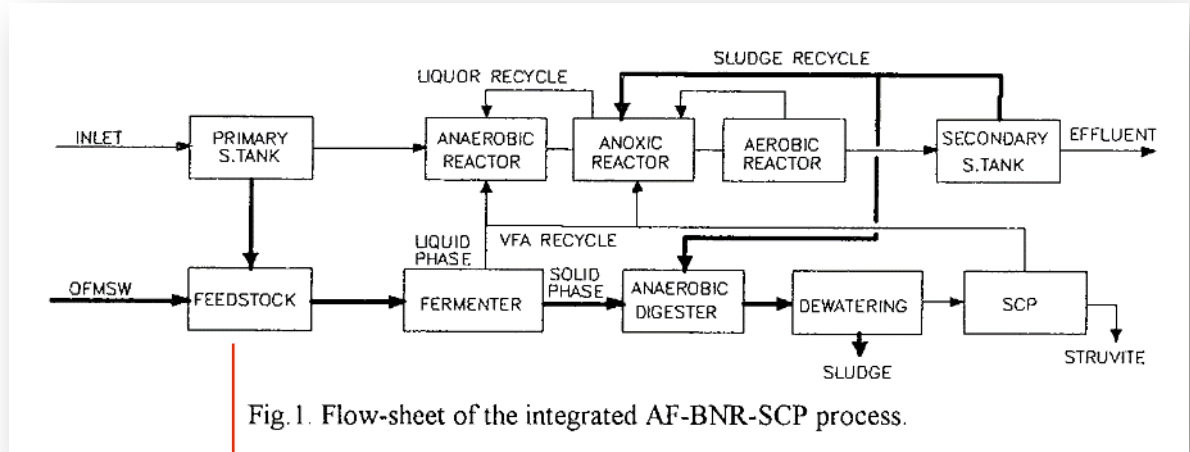 SLUDGE RECYCLE
LIQUOR RECYCLE
INLET
PRIMARY
S.TANK
ANAEROBIC
REACTOR
ANOXIC
REACTOR
AEROBIC
REACTOR
SECONDARY
S.TANK
EFFLUENT
LIQUID
PHASE
VFA RECYCLE
OFMSW
FEEDSTOCK
FERMENTER
SOLID
PHASE
ANAEROBIC
DIGESTER
DEWATERING
SCP
SLUDGE
STRUVITE
Fig.1. Flow-sheet of the integrated AF-BNR-SCP process.